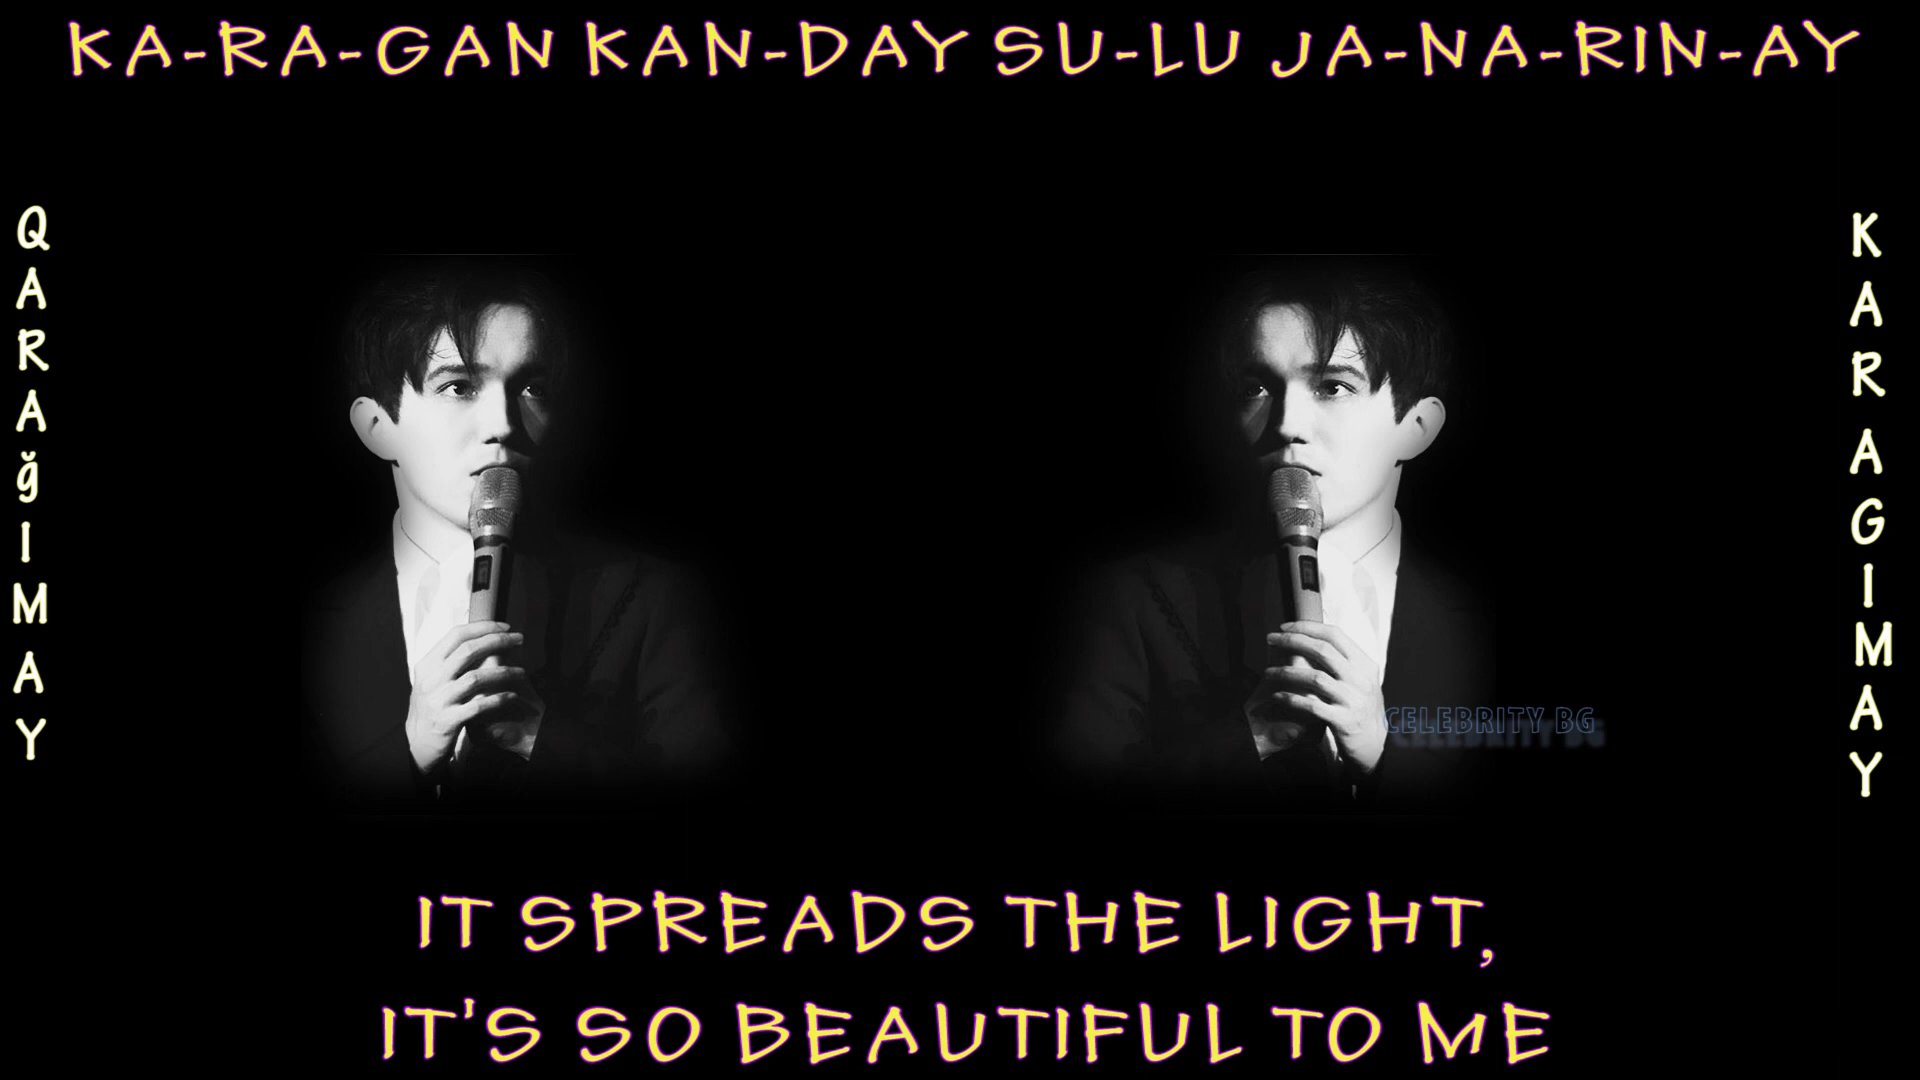 KA-RA-GAN KAN-DAY SU-LU JA-NA-RIN-AY
QARAğIMAY
KARAGIMAY
CELEBRITY BG
IT SPREADS THE LIGHT,
IT'S SO BEAUTIFUL TO ME